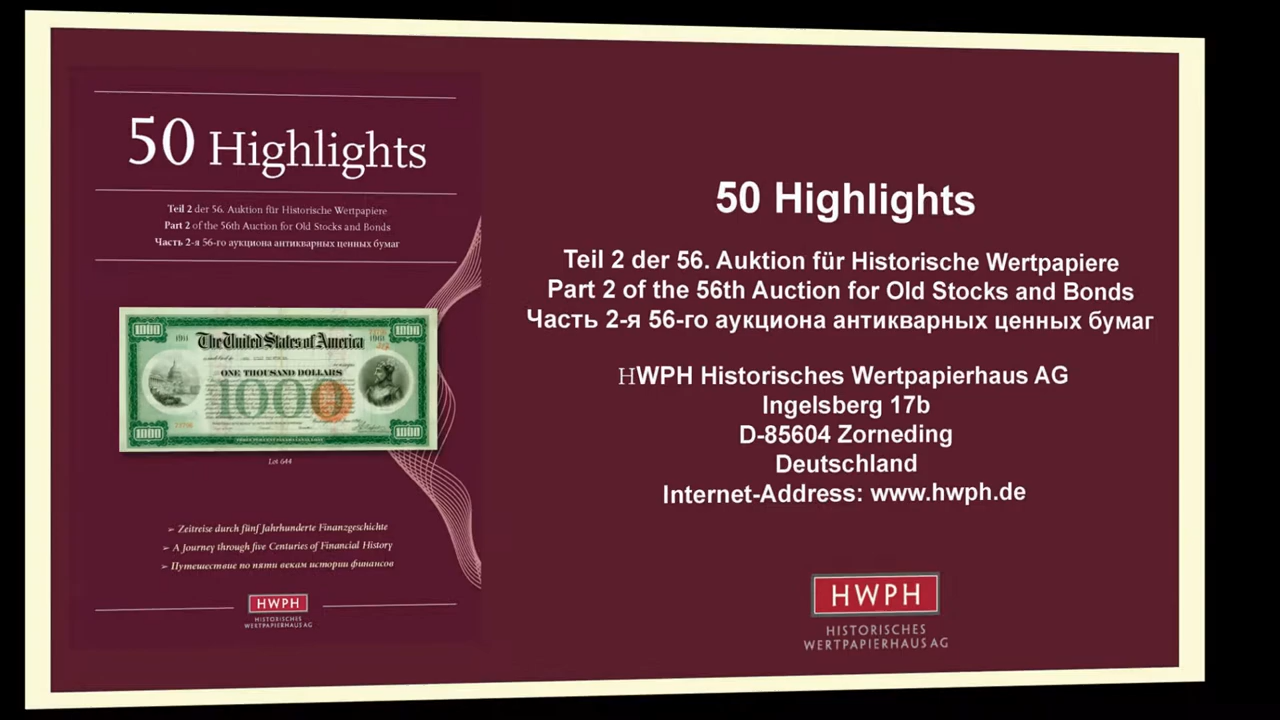 50 Highlights
Teil 2 der 56. Auktion für Historische Wertpapiere
Part 2 of the 56th Auction for Old Stocks and Bonds
Часть 2-я 56-го аукциона антикварных ценных бумаг
1000
1000
The United States of America
ONE THOUSAND DOLLARS
1000
1000
1000
Lot 644
➢ Zeitreise durch fünf Jahrhunderte Finanzgeschichte
➢ A Journey through five Centuries of Financial History
➢ Путешествие по пяти векам истории финансов
HWPH
HISTORISCHES
WERTPAPIERHAUS AG
50 Highlights
Teil 2 der 56. Auktion für Historische Wertpapiere
Part 2 of the 56th Auction for Old Stocks and Bonds
Часть 2-я 56-го аукциона антикварных ценных бумаг
HWPH Historisches Wertpapierhaus AG
Ingelsberg 17b
D-85604 Zorneding
Deutschland
Internet-Address: www.hwph.de
HWPH
HISTORISCHES
WERTPAPIERHAUS AG